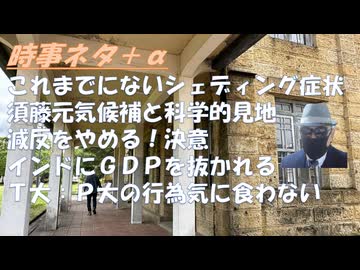 時事ネタ＋α
これまでにないシェディング症状
須藤元気候補と科学的見地
減反をやめる！決意
インドにＧＤＰを抜かれる
Ｔ大・Ｐ大の行為気に食わない